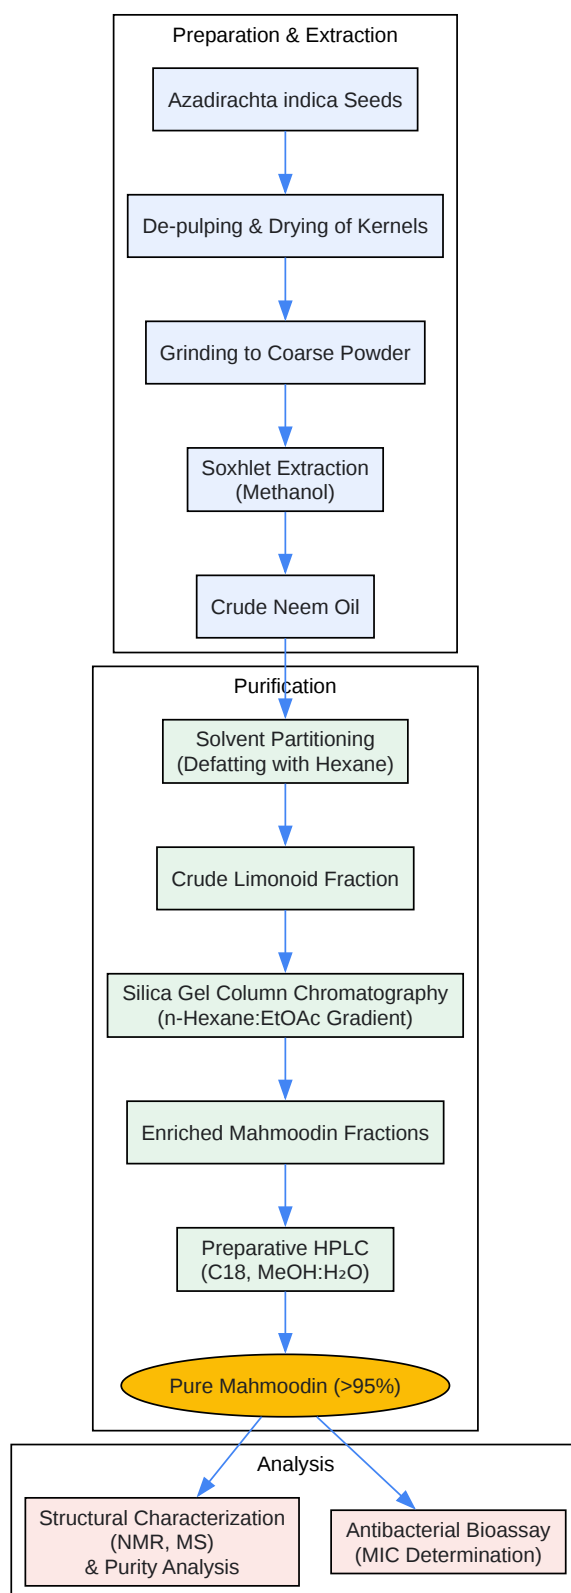 Preparation & Extraction
Azadirachta indica Seeds
De-pulping & Drying of Kernels
Grinding to Coarse Powder
Soxhlet Extraction
(Methanol)
Crude Neem Oil
Purification
Solvent Partitioning
(Defatting with Hexane)
Crude Limonoid Fraction
Silica Gel Column Chromatography
(n-Hexane:EtOAc Gradient)
Enriched Mahmoodin Fractions
Preparative HPLC
(C18, MeOH:H₂O)
Pure Mahmoodin (>95%)
Analysis
Structural Characterization
(NMR, MS)
& Purity Analysis
Antibacterial Bioassay
(MIC Determination)